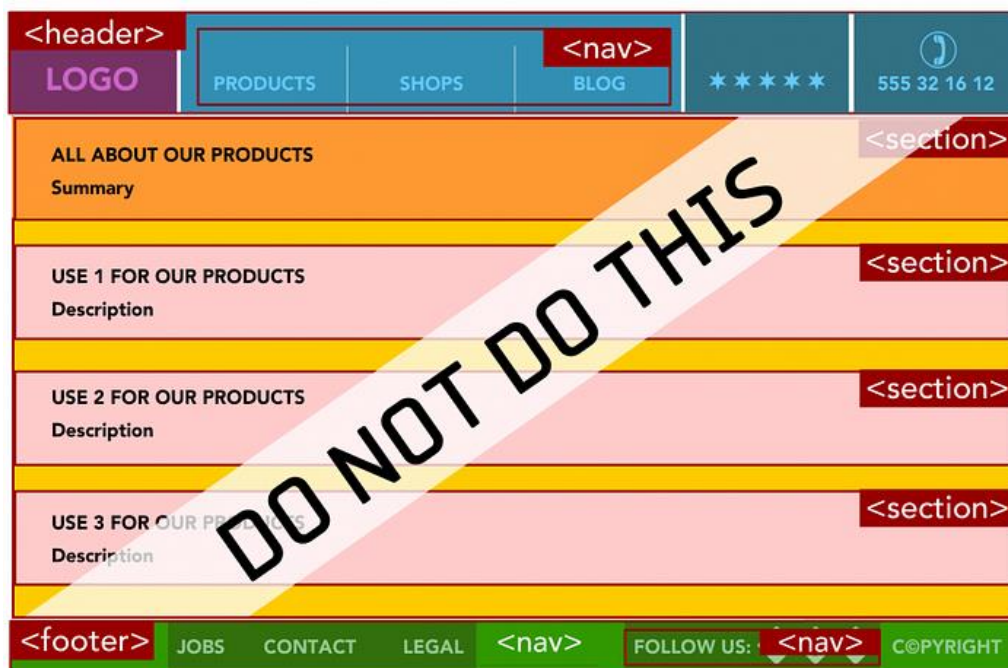 <header>
<nav>
LOGO
PRODUCTS
SHOPS
BLOG
★★★★★
555 32 16 12
<section>
ALL ABOUT OUR PRODUCTS
Summary
<section>
USE 1 FOR OUR PRODUCTS
Description
<section>
USE 2 FOR OUR PRODUCTS
Description
<section>
USE 3 FOR OUR PRODUCTS
Description
DO NOT DO THIS
<footer>
JOBS
CONTACT
LEGAL
<nav>
FOLLOW US:
<nav>
C©PYRIGHT